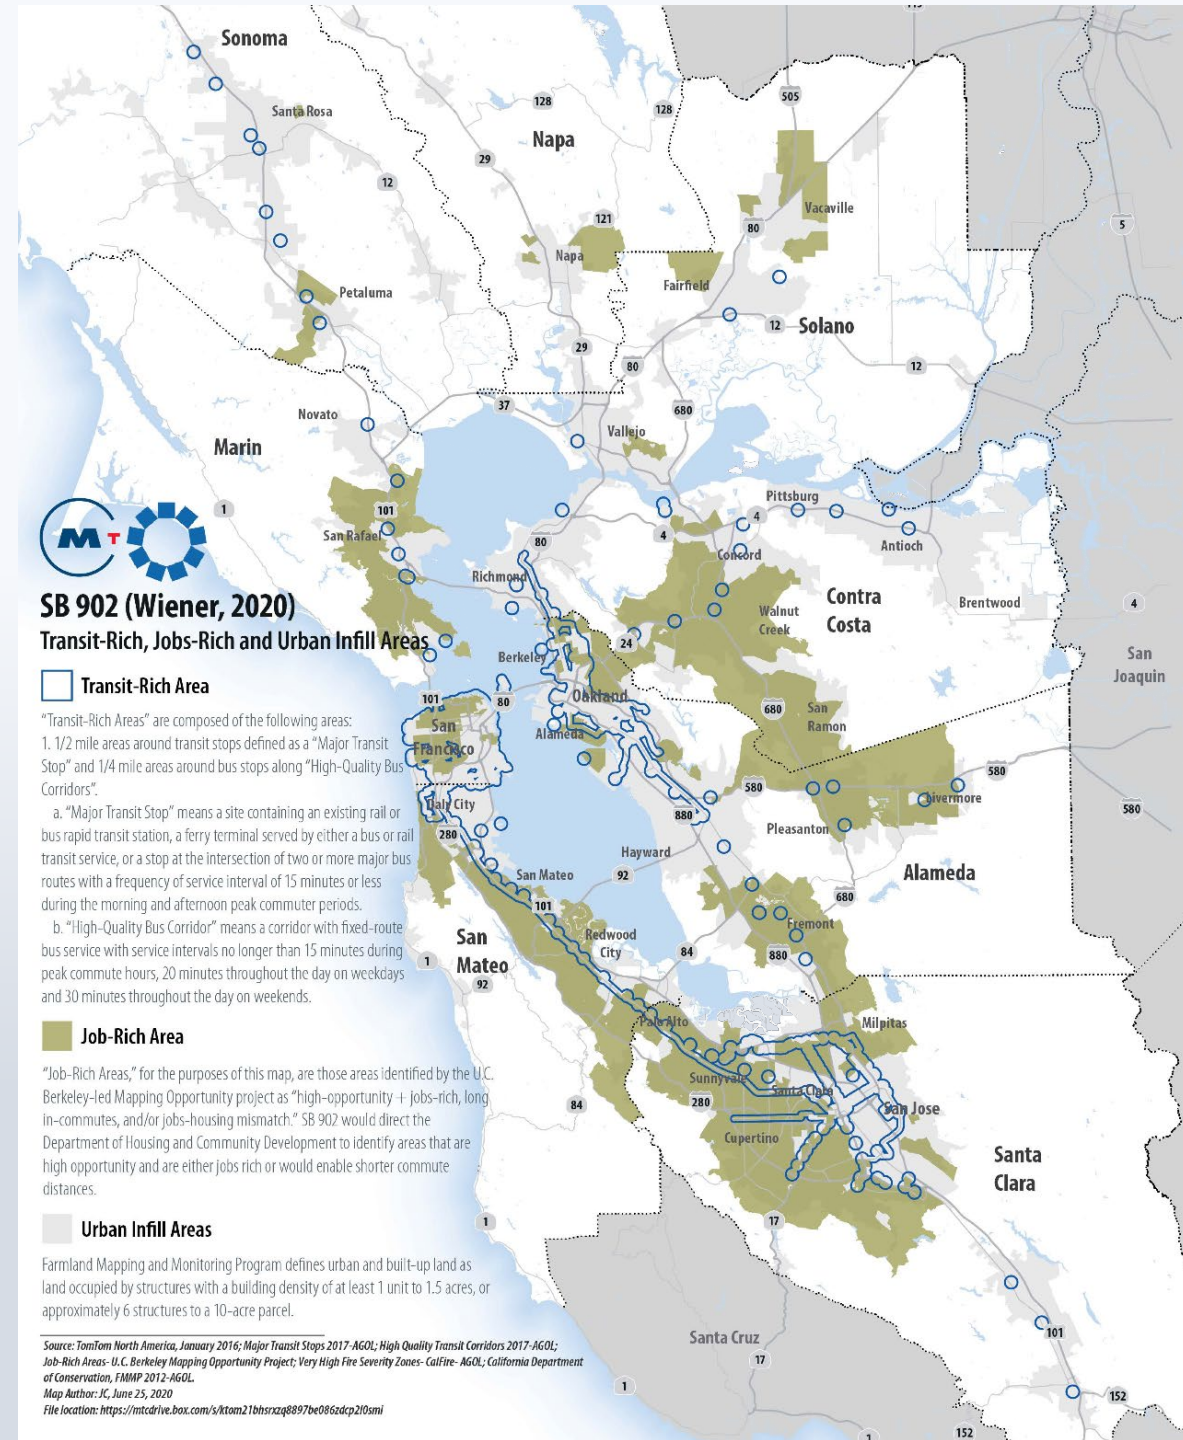 Sonoma
Santa Rosa
128
128
505
113
Napa
29
12
121
Napa
80
Vacaville
5
Petaluma
Fairfield
12
Solano
29
80
12
37
680
Novato
Vallejo
Marin
1
101
San Rafael
80
4
Pittsburg
4
Concord
Antioch
M T
Richmond
Contra
Costa
Brentwood
Walnut
Creek
24
4
San
Joaquin
SB 902 (Wiener, 2020)
Transit-Rich, Jobs-Rich and Urban Infill Areas
Berkeley
Oakland
Alameda
101
80
San
Francisco
680
San
Ramon
580
580
Livermore
580
880
Pleasanton
Daly City
280
Hayward
92
Alameda
San Mateo
101
680
Fremont
Redwood
City
84
880
San
Mateo
1
92
Palo Alto
Milpitas
Sunnyvale
Santa Clara
280
San Jose
Cupertino
84
Santa
Clara
17
1
Santa Cruz
17
1
101
152
152
1
Transit-Rich Area
"Transit-Rich Areas" are composed of the following areas:
1. 1/2 mile areas around transit stops defined as a "Major Transit
Stop" and 1/4 mile areas around bus stops along "High-Quality Bus
Corridors".
a. "Major Transit Stop" means a site containing an existing rail or
bus rapid transit station, a ferry terminal served by either a bus or rail
transit service, or a stop at the intersection of two or more major bus
routes with a frequency of service interval of 15 minutes or less
during the morning and afternoon peak commuter periods.
b. "High-Quality Bus Corridor" means a corridor with fixed-route
bus service with service intervals no longer than 15 minutes during
peak commute hours, 20 minutes throughout the day on weekdays
and 30 minutes throughout the day on weekends.
Job-Rich Area
"Job-Rich Areas," for the purposes of this map, are those areas identified by the U.C.
Berkeley-led Mapping Opportunity project as "high-opportunity + jobs-rich, long
in-commutes, and/or jobs-housing mismatch." SB 902 would direct the
Department of Housing and Community Development to identify areas that are
high opportunity and are either jobs rich or would enable shorter commute
distances.
Urban Infill Areas
Farmland Mapping and Monitoring Program defines urban and built-up land as
land occupied by structures with a building density of at least 1 unit to 1.5 acres, or
approximately 6 structures to a 10-acre parcel.
Source: TomTom North America, January 2016; Major Transit Stops 2017-AGOL; High Quality Transit Corridors 2017-AGOL;
Job-Rich Areas- U.C. Berkeley Mapping Opportunity Project; Very High Fire Severity Zones- CalFire- AGOL; California Department
of Conservation, FMMP 2012-AGOL.
Map Author: JC, June 25, 2020
File location: https://mtcdrive.box.com/s/ktom21bhsrxzq8897be086zdcp2l0smi